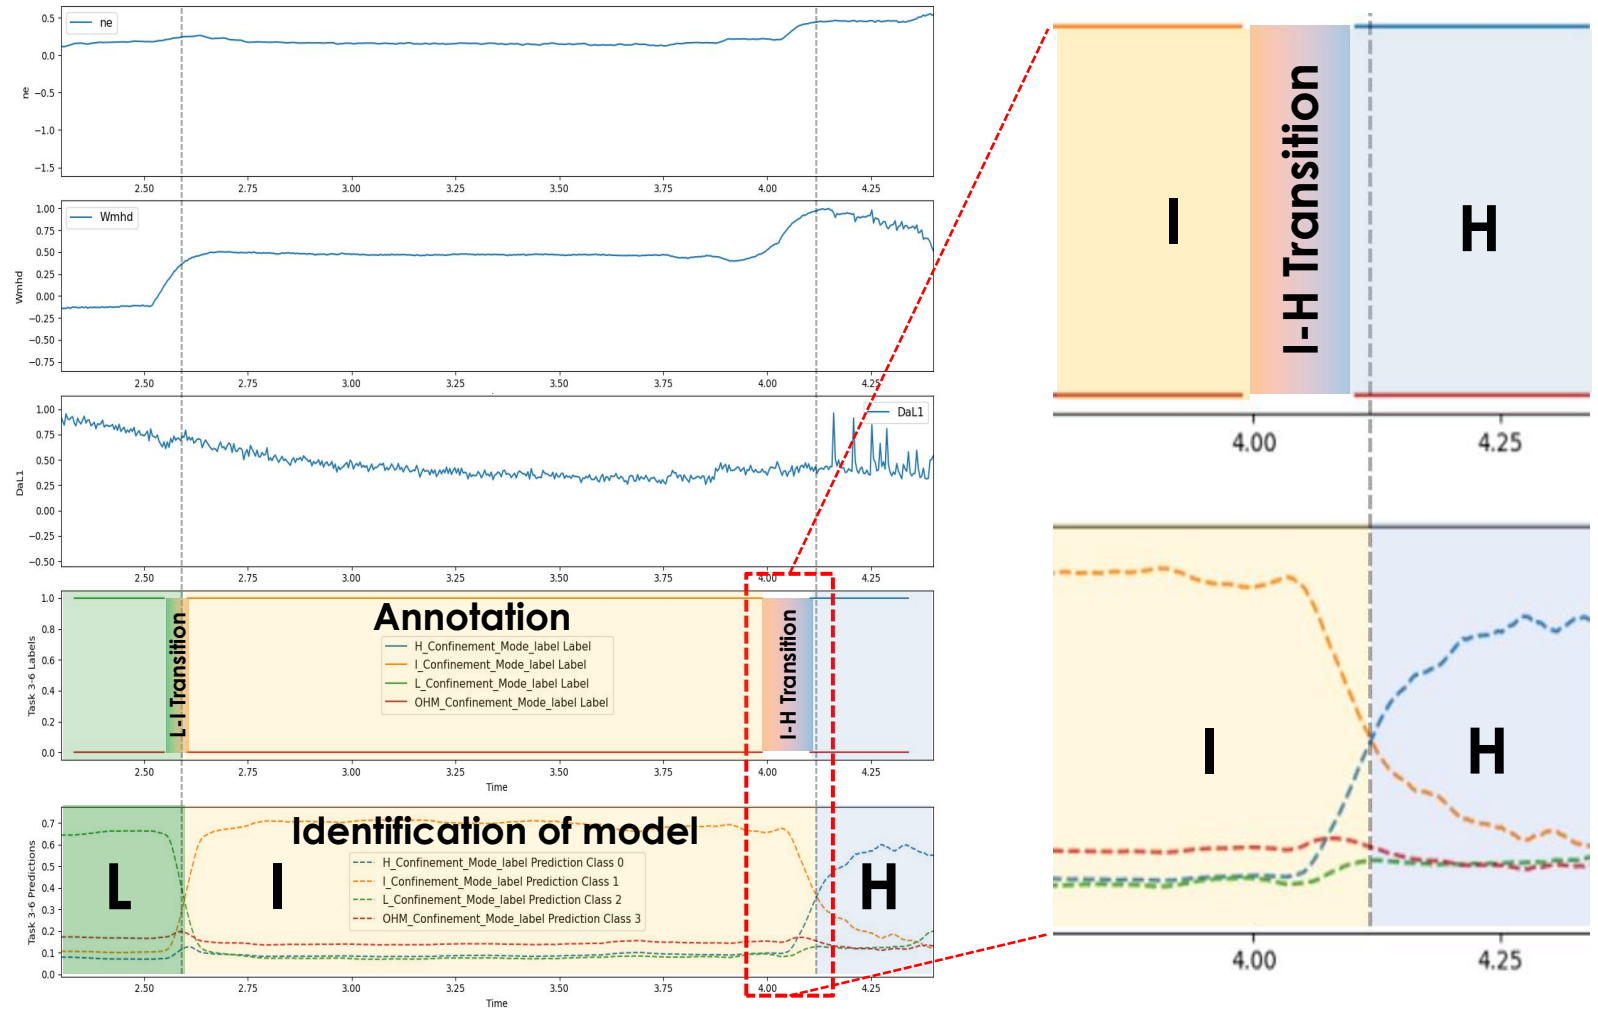 ne
0.5
0.0
−0.5
−1.0
−1.5
ne
2.50 2.75 3.00 3.25 3.50 3.75 4.00 4.25
Wmhd
1.00
0.75
0.50
0.25
0.00
−0.25
−0.50
−0.75
Wmhd
2.50 2.75 3.00 3.25 3.50 3.75 4.00 4.25
DaL1
1.00
0.75
0.50
0.25
0.00
−0.25
−0.50
DaL1
2.50 2.75 3.00 3.25 3.50 3.75 4.00 4.25
Annotation
L-I Transition
I-H Transition
H_Confinement_Mode_label Label
I_Confinement_Mode_label Label
L_Confinement_Mode_label Label
OHM_Confinement_Mode_label Label
1.0
0.8
0.6
0.4
0.2
0.0
Task 3-6 Labels
2.50 2.75 3.00 3.25 3.50 3.75 4.00 4.25
Time
Identification of model
L I H
H_Confinement_Mode_label Prediction Class 0
I_Confinement_Mode_label Prediction Class 1
L_Confinement_Mode_label Prediction Class 2
OHM_Confinement_Mode_label Prediction Class 3
0.7
0.6
0.5
0.4
0.3
0.2
0.1
0.0
Task 3-6 Predictions
2.50 2.75 3.00 3.25 3.50 3.75 4.00 4.25
Time
I
I-H Transition
H
4.00 4.25
I H
4.00 4.25